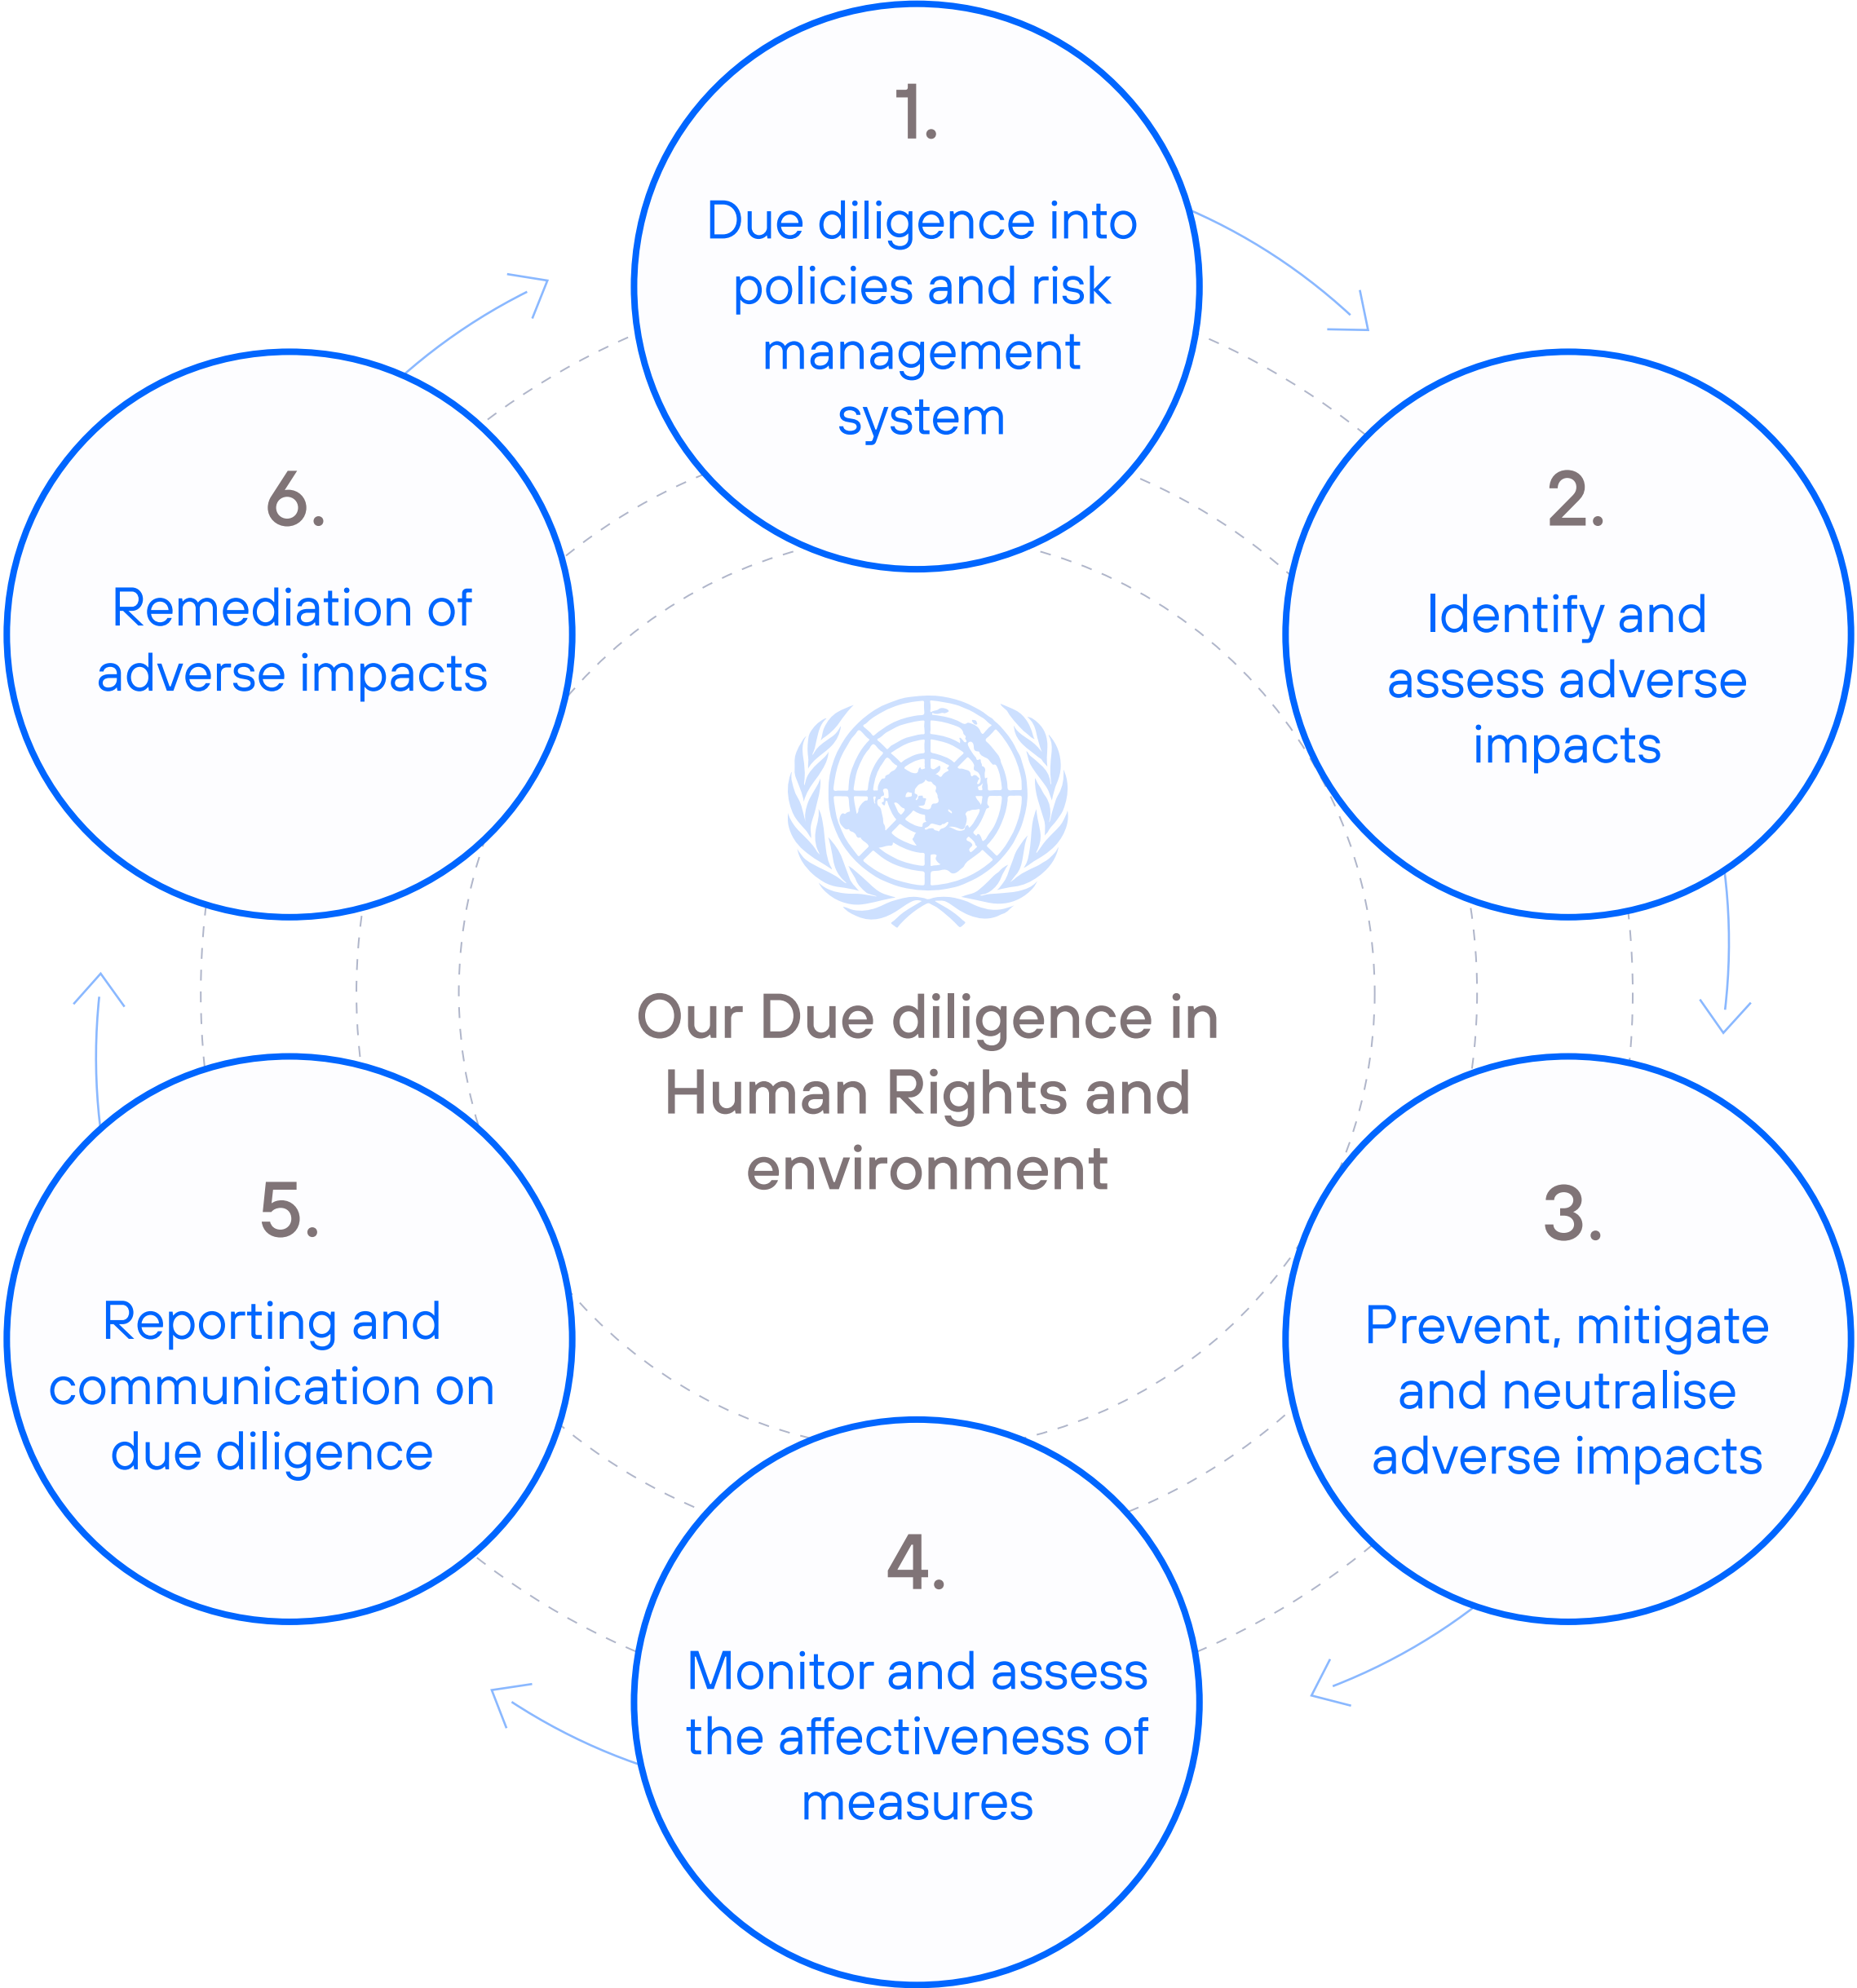 1.
Due diligence into
policies and risk
management
system
2.
Identify and
assess adverse
impacts
3.
Prevent, mitigate
and neutralise
adverse impacts
4.
Monitor and assess
the affectiveness of
measures
5.
Reporting and
communication on
due diligence
6.
Remediation of
adverse impacts
Our Due diligence in
Human Rights and
environment